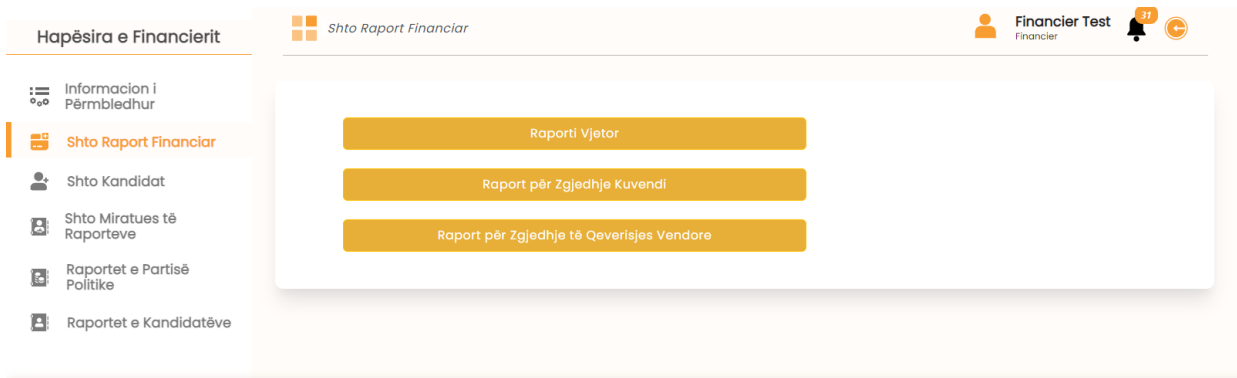 Hapësira e Financierit
Informacion i
Përmbledhur
Shto Raport Financiar
Shto Kandidat
Shto Miratues të
Raporteve
Raportet e Partisë
Politike
Raportet e Kandidatëve
Shto Raport Financiar
Financier Test
Financier
31
Raporti Vjetor
Raport për Zgjedhje Kuvendi
Raport për Zgjedhje të Qeverisjes Vendore